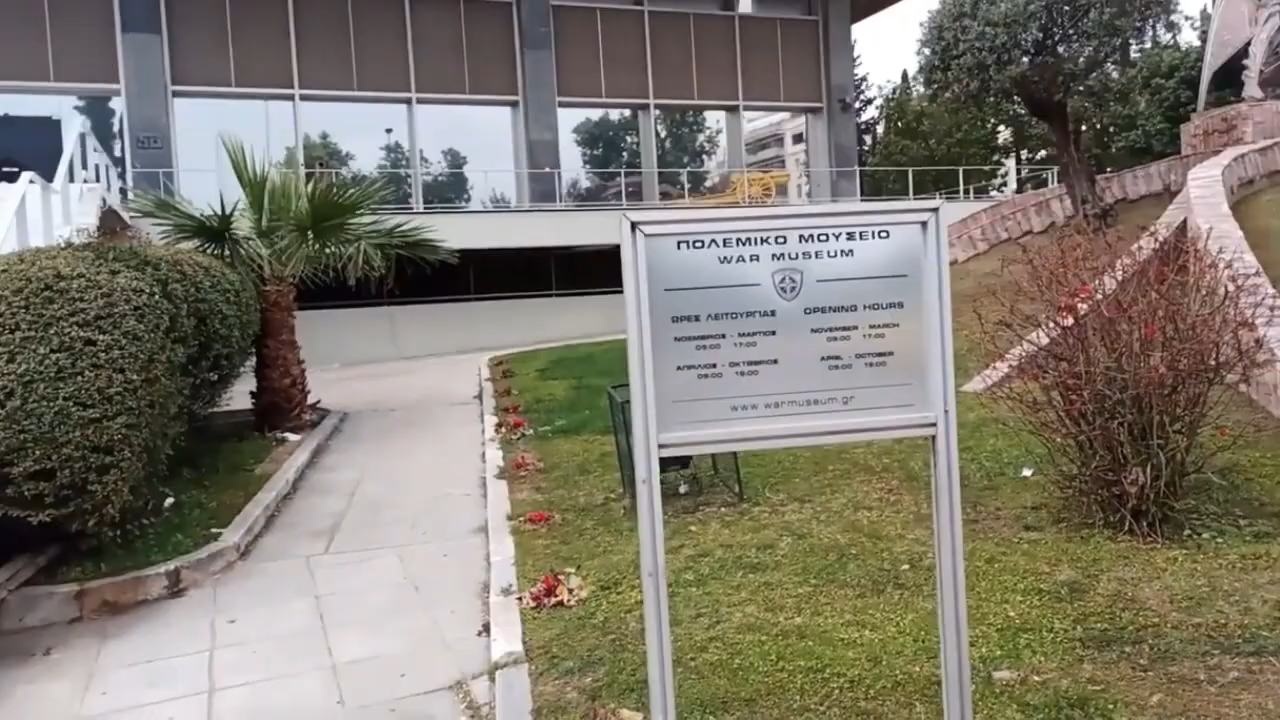 ΠΟΛΕΜΙΚΟ ΜΟΥΣΕΙΟ
WAR MUSEUM
ΩΡΕΣ ΛΕΙΤΟΥΡΓΙΑΣ
ΝΟΕΜΒΡΙΟΣ - ΜΑΡΤΙΟΣ
09:00 17:00
ΑΠΡΙΛΙΟΣ - ΟΚΤΩΒΡΙΟΣ
09:00 19:00
OPENING HOURS
NOVEMBER - MARCH
09:00 17:00
APRIL - OCTOBER
09:00 19:00
www.warmuseum.gr